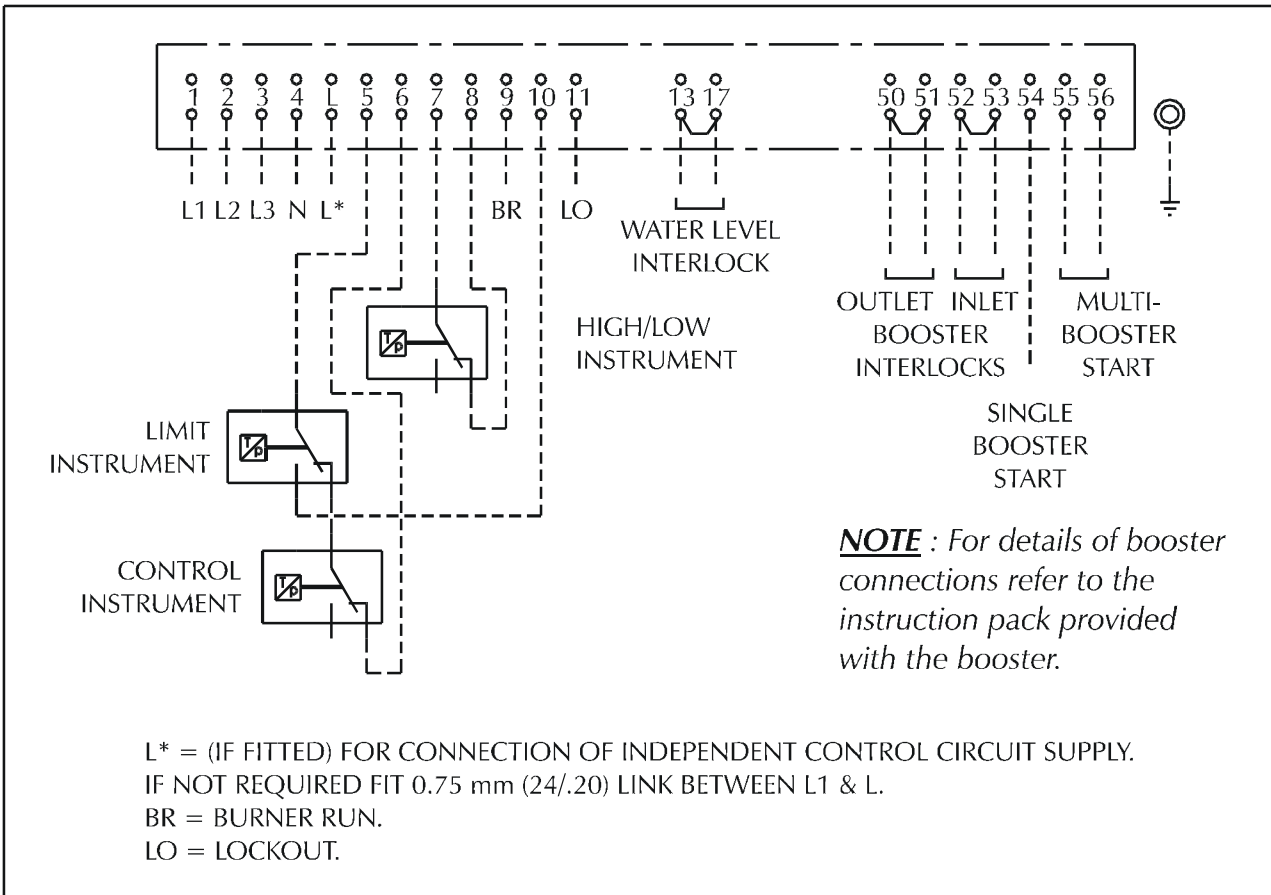 1 2 3 4 L 5 6 7 8 9 10 11 13 17 50 51 52 53 54 55 56
L1 L2 L3 N L* BR LO
WATER LEVEL
INTERLOCK
OUTLET INLET
BOOSTER
INTERLOCKS
MULTI-
BOOSTER
START
HIGH/LOW
INSTRUMENT
T/p
SINGLE
BOOSTER
START
LIMIT
INSTRUMENT
T/p
CONTROL
INSTRUMENT
T/p
NOTE : For details of booster
connections refer to the
instruction pack provided
with the booster.
L* = (IF FITTED) FOR CONNECTION OF INDEPENDENT CONTROL CIRCUIT SUPPLY.
IF NOT REQUIRED FIT 0.75 mm (24/.20) LINK BETWEEN L1 & L.
BR = BURNER RUN.
LO = LOCKOUT.